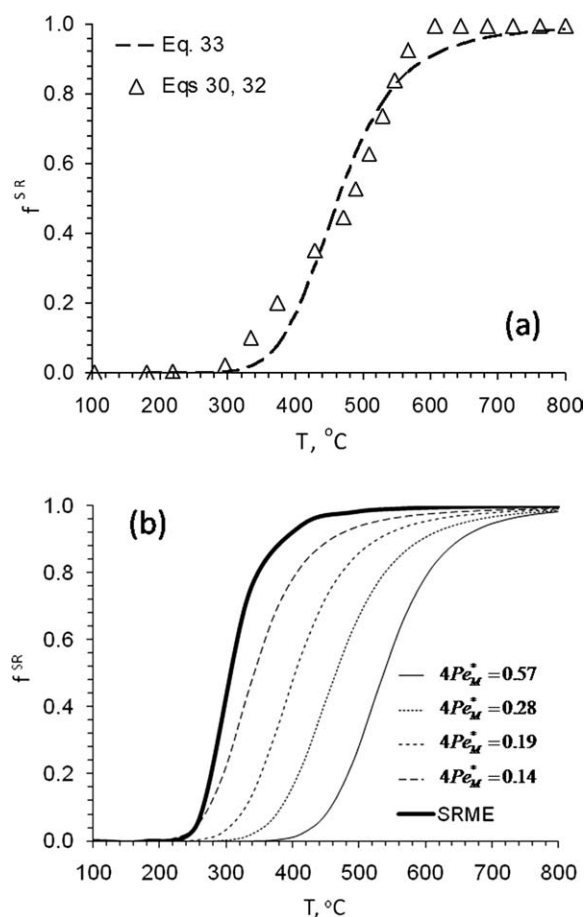 1.0
0.8
0.6
0.4
0.2
0.0
f SR
Eq. 33
Eqs 30, 32
(a)
100 200 300 400 500 600 700 800
T, °C
1.0
0.8
0.6
0.4
0.2
0.0
f SR
(b)
4Pe*M = 0.57
4Pe*M = 0.28
4Pe*M = 0.19
4Pe*M = 0.14
SRME
100 200 300 400 500 600 700 800
T, °C